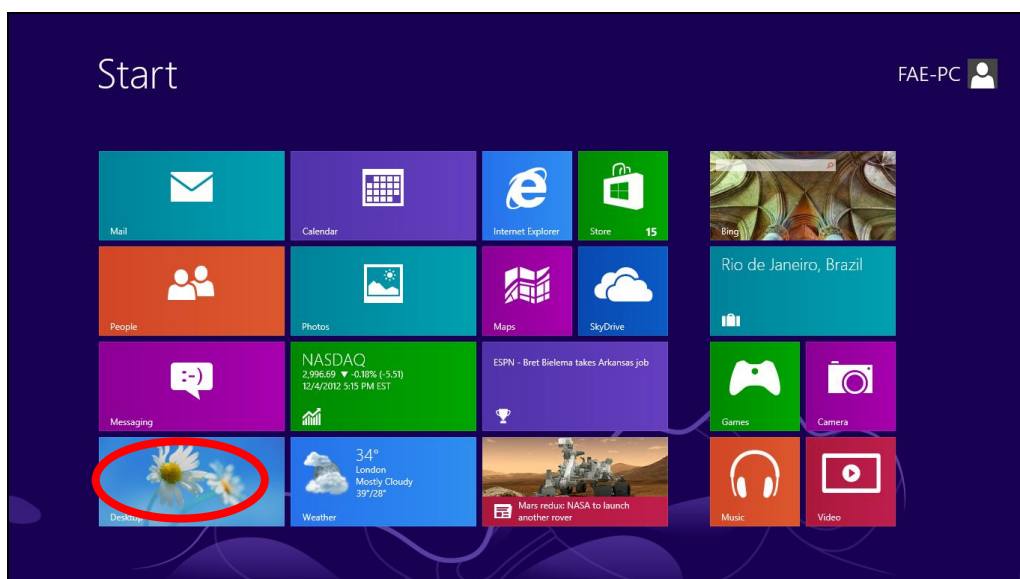 Start
FAE-PC
Mail
Calendar
Internet Explorer
Store 15
Bing
People
Photos
Maps
SkyDrive
Rio de Janeiro, Brazil
Messaging
NASDAQ
2,996.69 ▼ -0.18% (-5.51)
12/4/2012 5:15 PM EST
ESPN - Bret Bielema takes Arkansas job
:-)
Games
Camera
Desktop
34°
London
Mostly Cloudy
39°/28°
Weather
Mars redux: NASA to launch
another rover
Music
Video